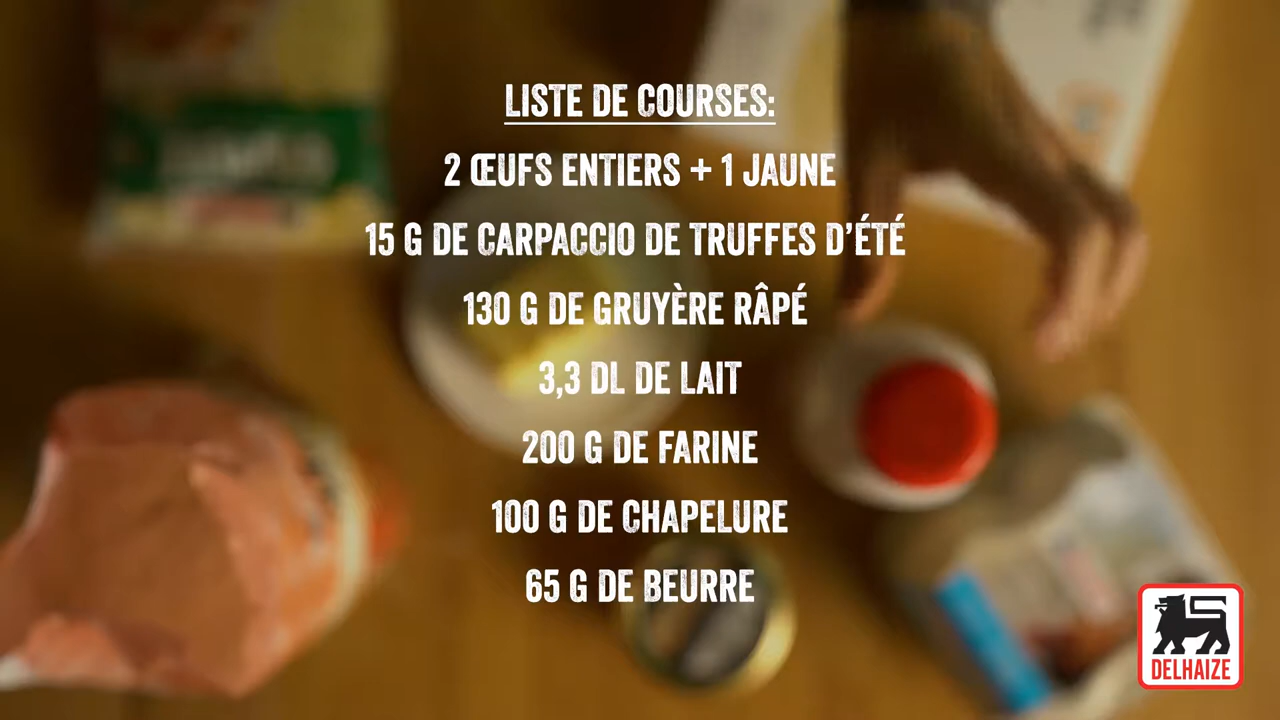 LISTE DE COURSES:
2 ŒUFS ENTIERS + 1 JAUNE
15 G DE CARPACCIO DE TRUFFES D'ÉTÉ
130 G DE GRUYÈRE RÂPÉ
3,3 DL DE LAIT
200 G DE FARINE
100 G DE CHAPELURE
65 G DE BEURRE
DELHAIZE